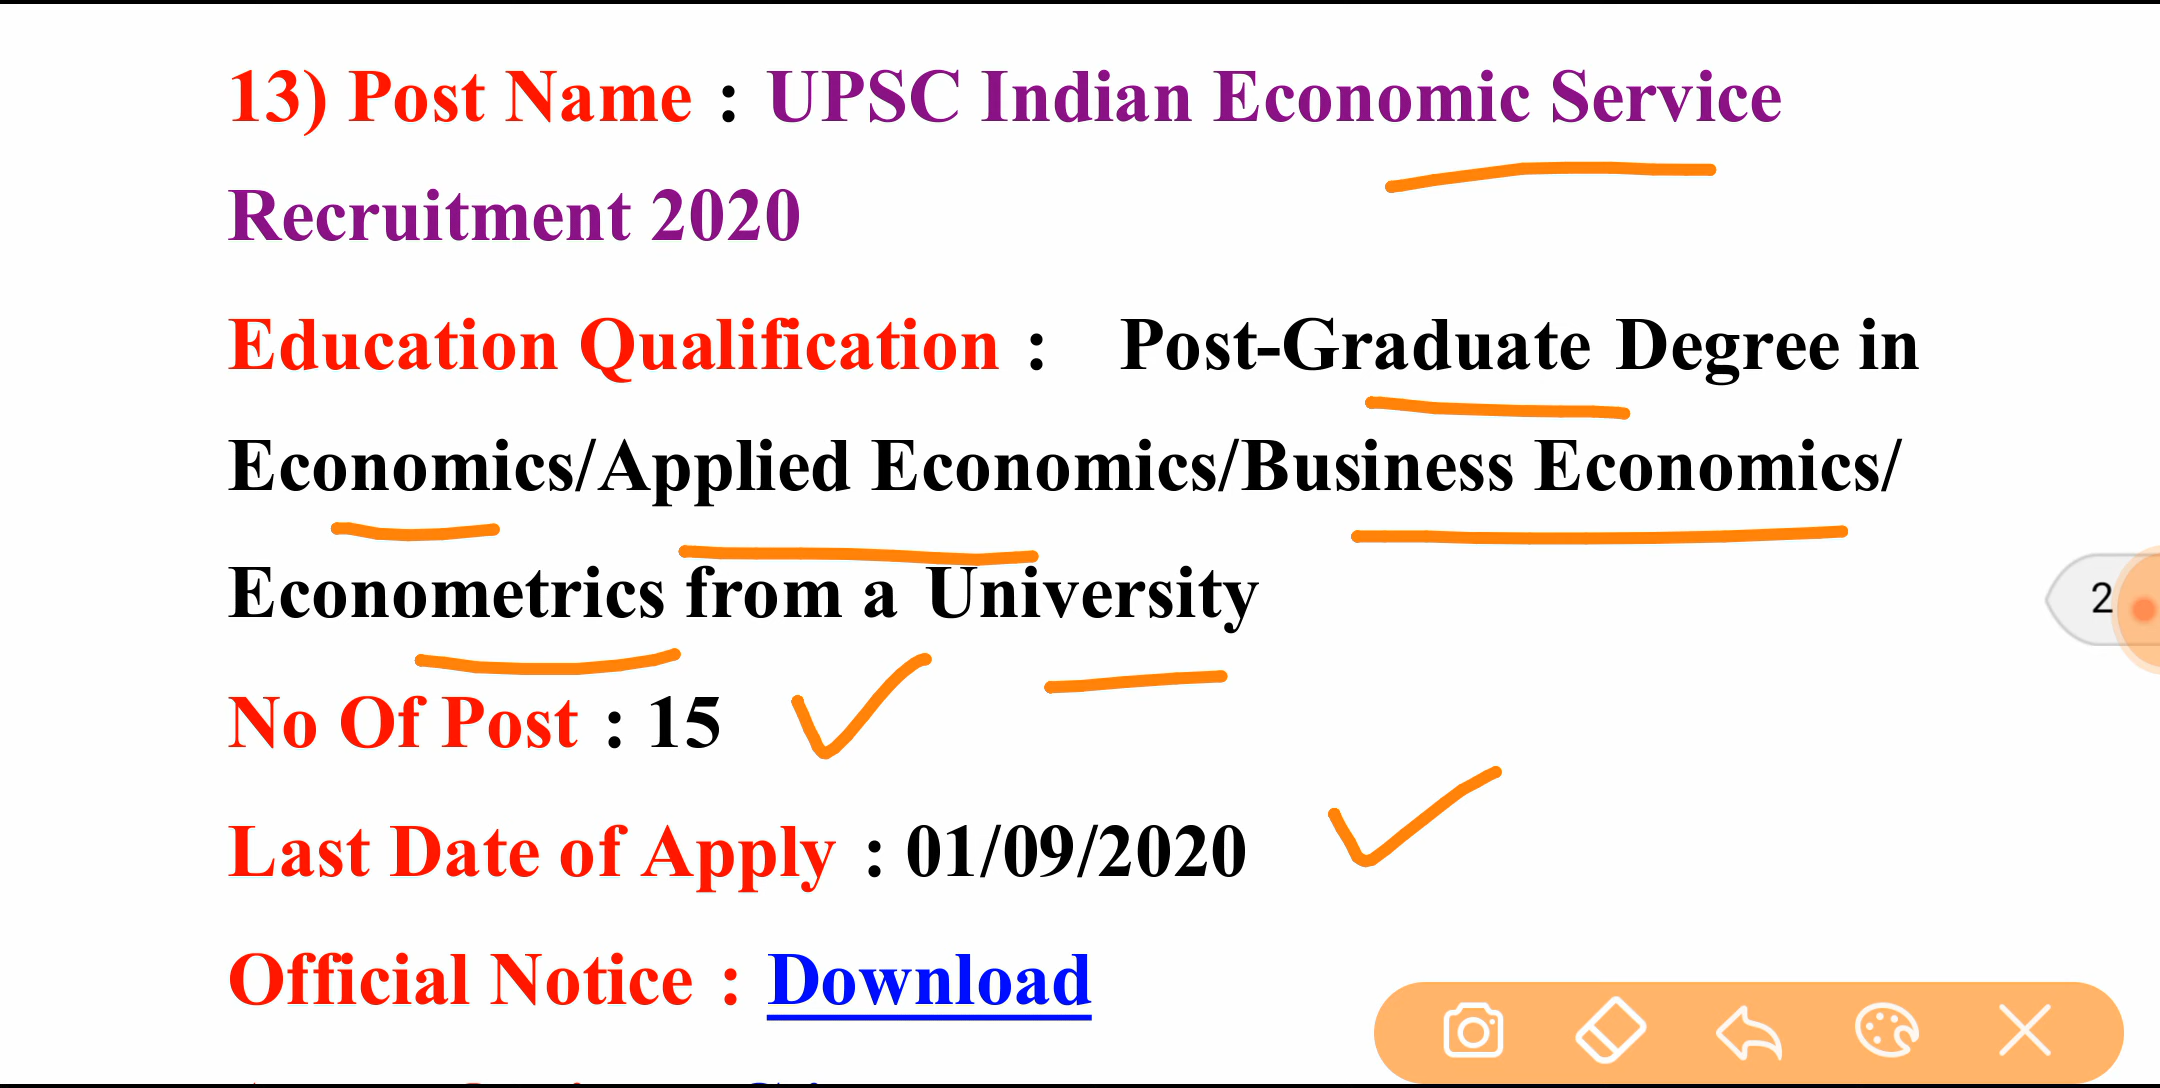 13) Post Name : UPSC Indian Economic Service
Recruitment 2020
Education Qualification : Post-Graduate Degree in
Economics/Applied Economics/Business Economics/
Econometrics from a University
No Of Post : 15
Last Date of Apply : 01/09/2020
Official Notice : Download
2